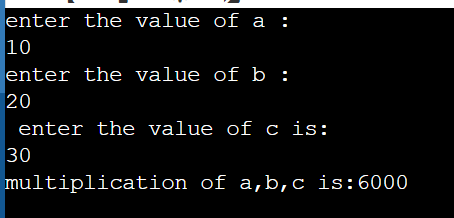 enter the value of a :
10
enter the value of b :
20
 enter the value of c is:
30
multiplication of a,b,c is:6000